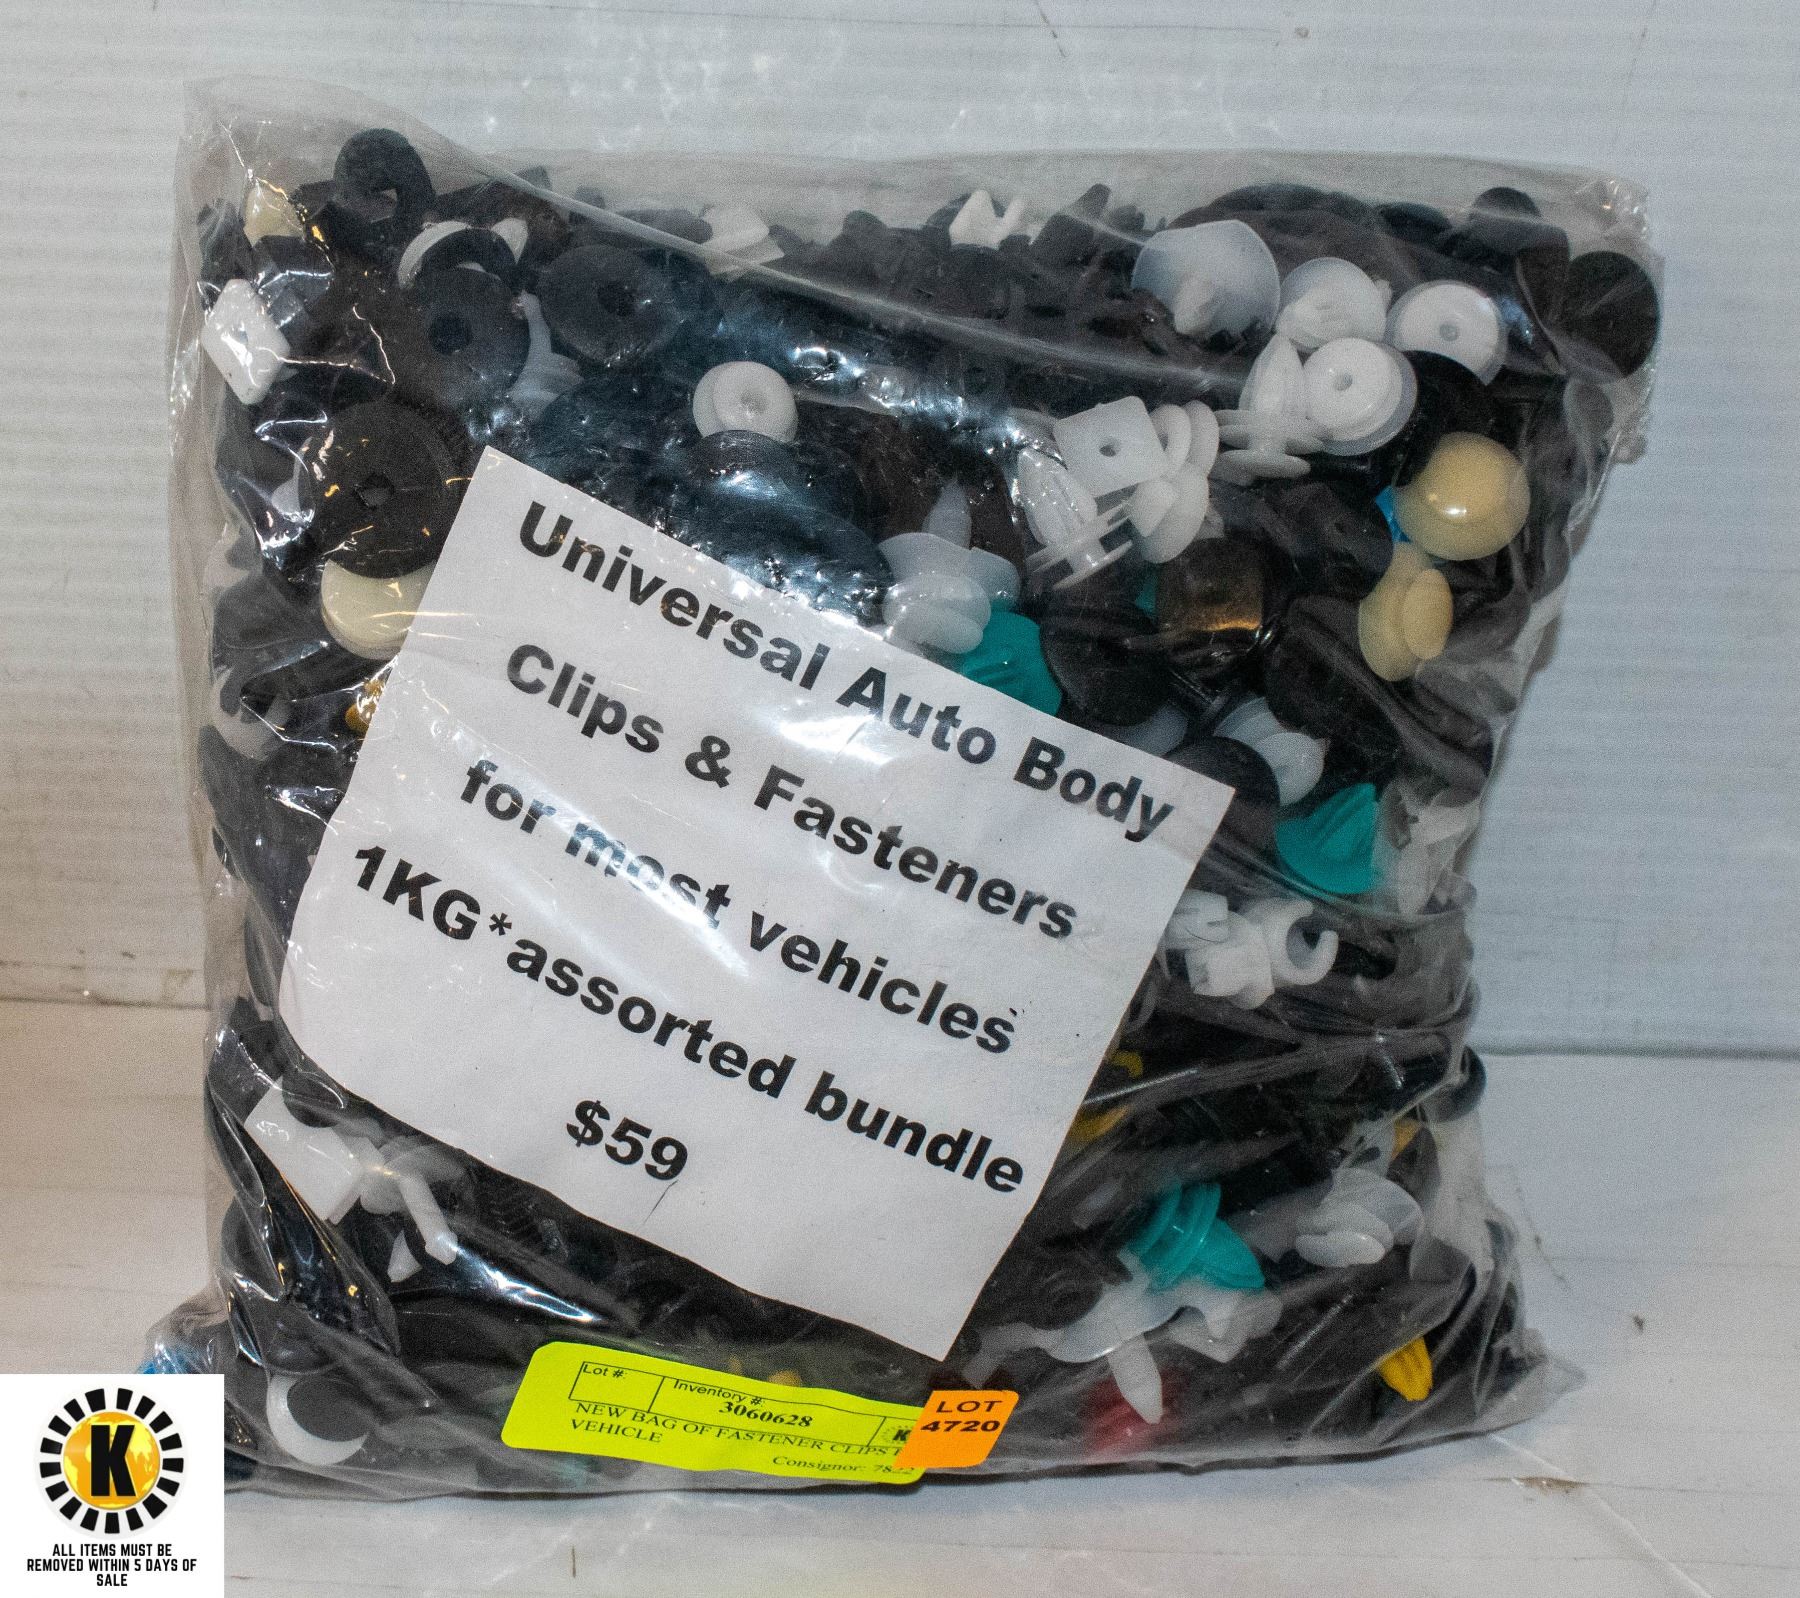 Universal Auto Body
Clips & Fasteners
for most vehicles
1KG*assorted bundle
$59
Lot #:
Inventory #:
3060628
K
NEW BAG OF FASTENER CLIPS
VEHICLE
Consignor:
LOT
4720
K
ALL ITEMS MUST BE
REMOVED WITHIN 5 DAYS OF
SALE